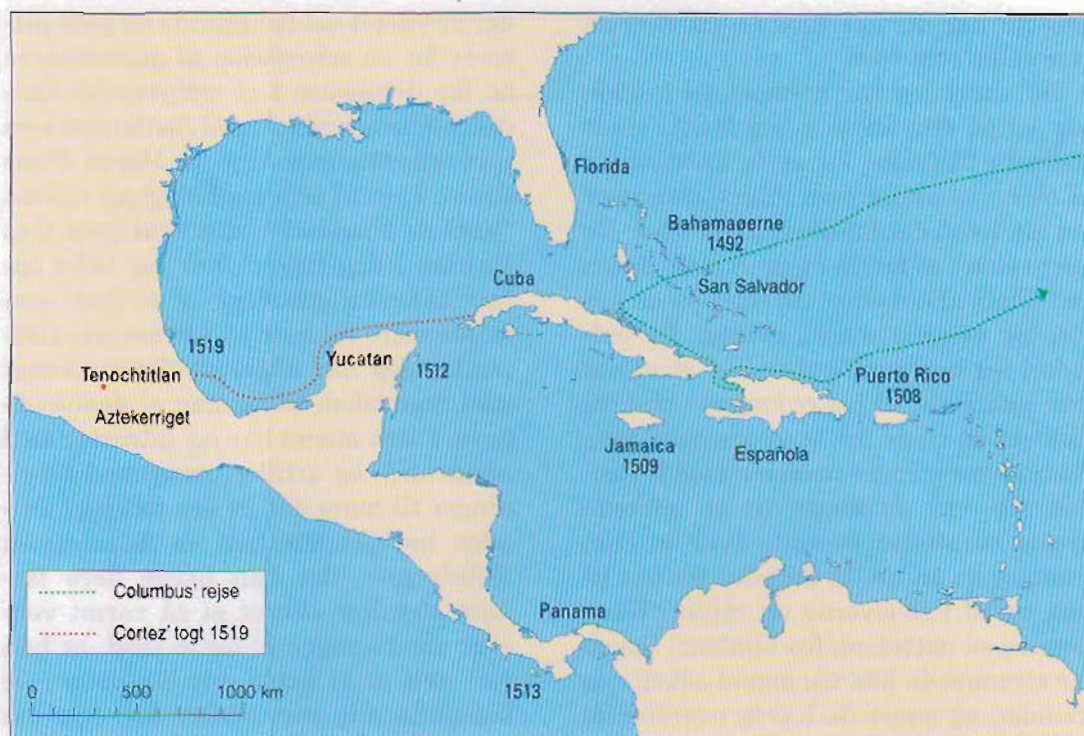 Florida
Bahamaøerne
1492
San Salvador
Cuba
1519
Yucatan
1512
Tenochtitlan
Aztekerriget
Puerto Rico
1508
Jamaica
1509
Española
Columbus' rejse
Cortez' togt 1519
Panama
1513
0 500 1000 km